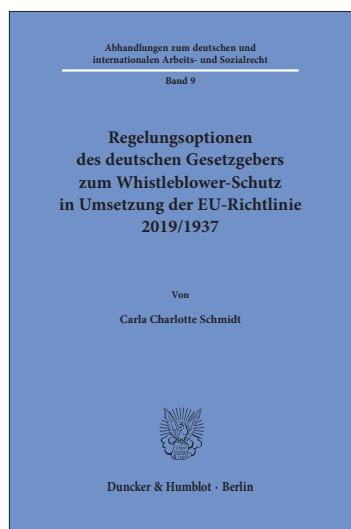 Abhandlungen zum deutschen und
internationalen Arbeits- und Sozialrecht
Band 9
Regelungsoptionen
des deutschen Gesetzgebers
zum Whistleblower-Schutz
in Umsetzung der EU-Richtlinie
2019/1937
Von
Carla Charlotte Schmidt
Duncker & Humblot · Berlin